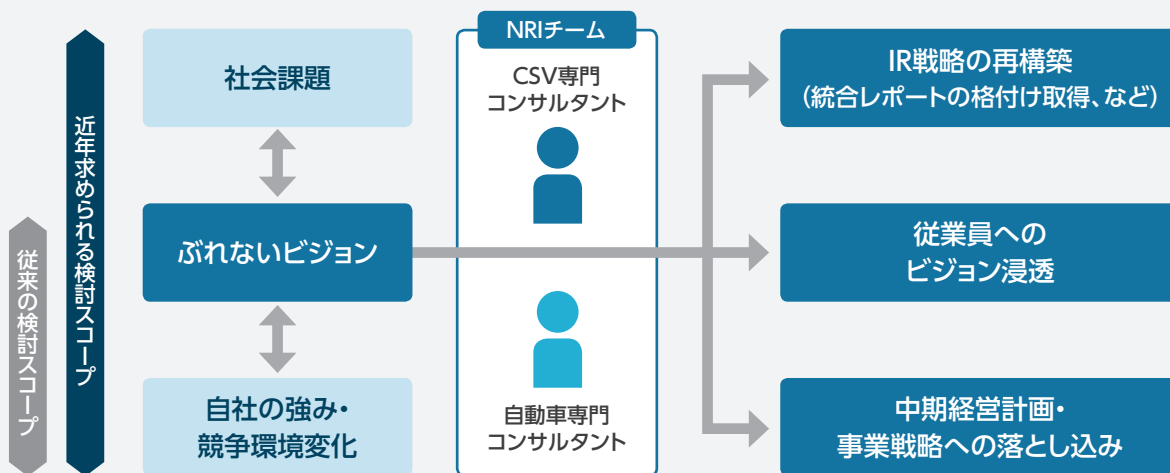 従来の検討スコープ
近年求められる検討スコープ
社会課題
ぶれないビジョン
自社の強み・
競争環境変化
NRIチーム
CSV専門
コンサルタント
自動車専門
コンサルタント
IR戦略の再構築
(統合レポートの格付け取得、など)
従業員への
ビジョン浸透
中期経営計画・
事業戦略への落とし込み